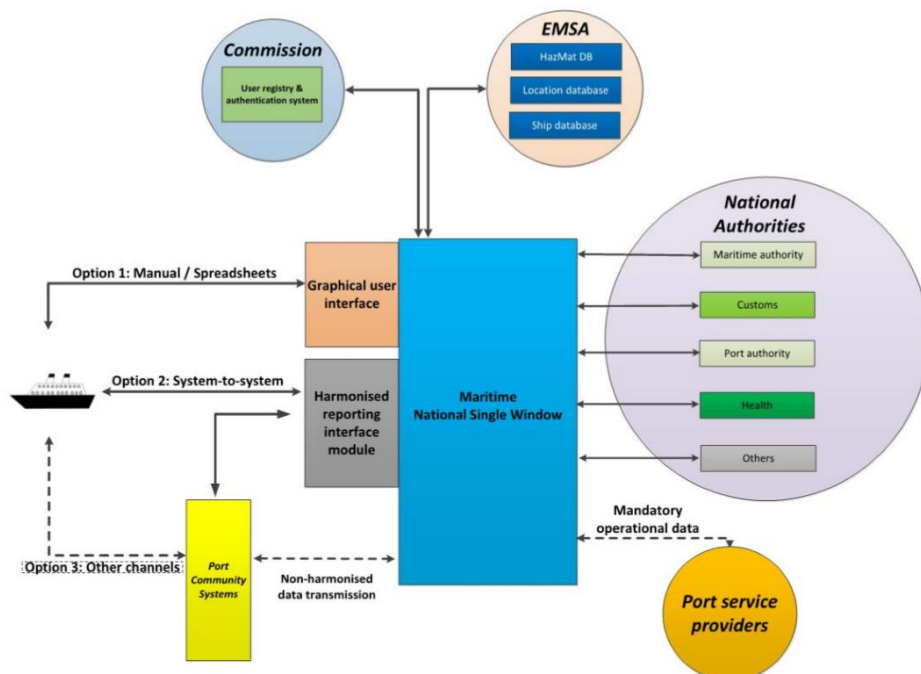 Commission
User registry &
authentication system
EMSA
HazMat DB
Location database
Ship database
National
Authorities
Maritime authority
Customs
Port authority
Health
Others
Option 1: Manual / Spreadsheets
Graphical user
interface
Option 2: System-to-system
Harmonised
reporting
interface
module
Maritime
National Single Window
Option 3: Other channels
Port
Community
Systems
Non-harmonised
data transmission
Mandatory
operational data
Port service
providers